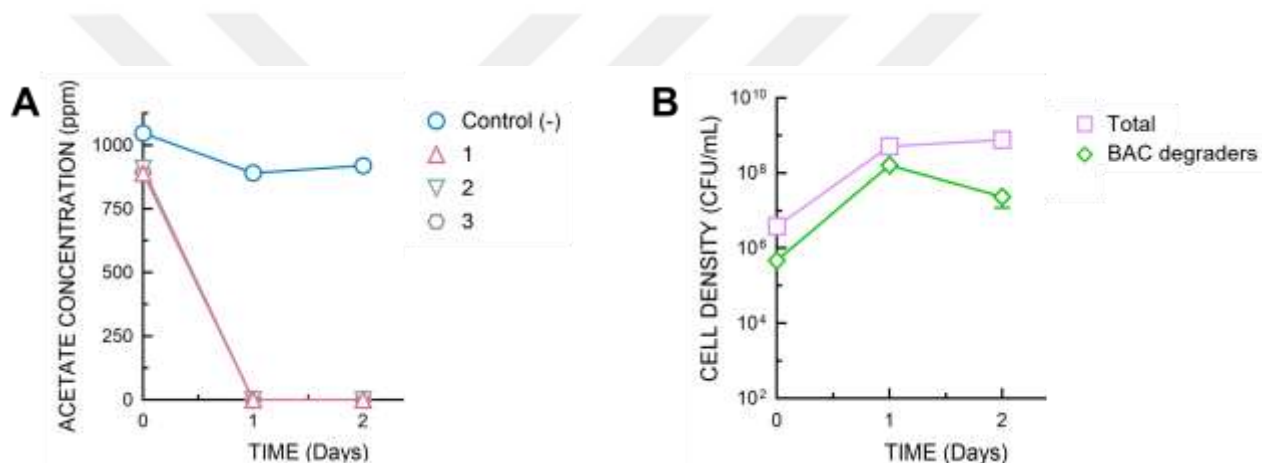 A
ACETATE CONCENTRATION (ppm)
1000
750
500
250
0
0
1
2
TIME (Days)
Control (-)
1
2
3
B
CELL DENSITY (CFU/mL)
10¹⁰
10⁸
10⁶
10⁴
10²
0
1
2
TIME (Days)
Total
BAC degraders